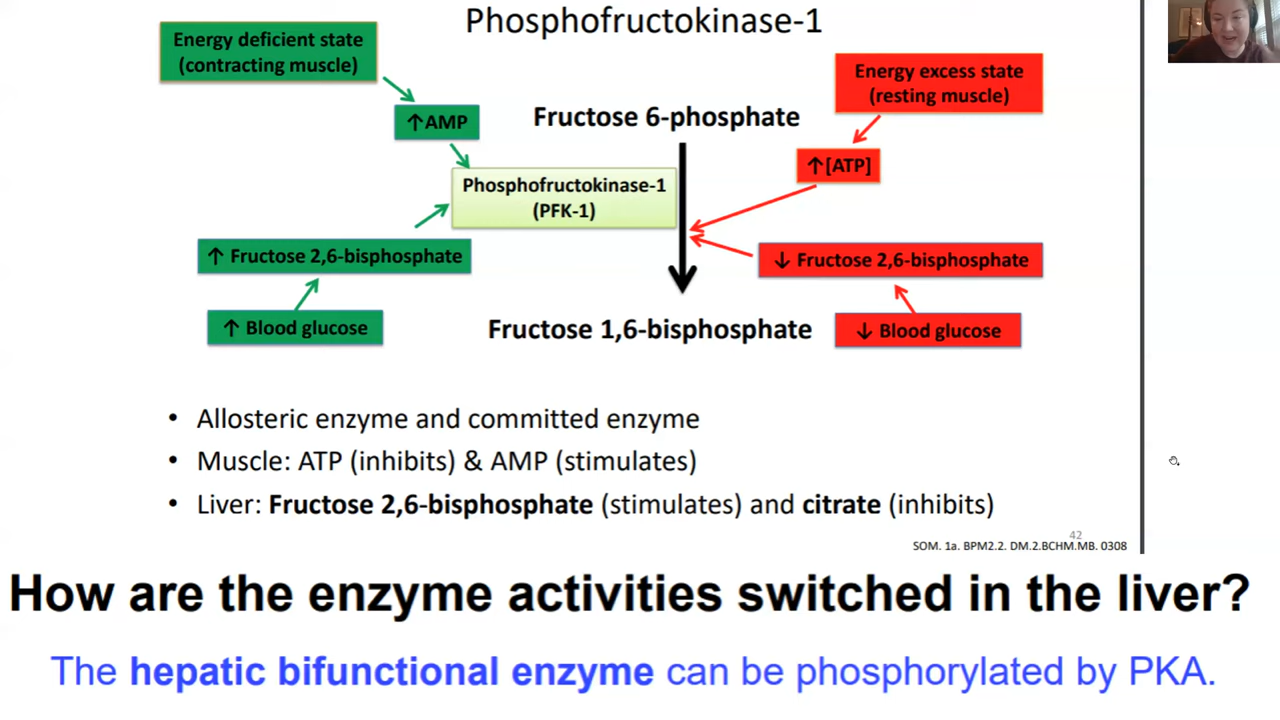 Phosphofructokinase-1
Energy deficient state
(contracting muscle)
↑AMP
Fructose 6-phosphate
Energy excess state
(resting muscle)
↑[ATP]
Phosphofructokinase-1
(PFK-1)
↑ Fructose 2,6-bisphosphate
↓ Fructose 2,6-bisphosphate
↑ Blood glucose
Fructose 1,6-bisphosphate
↓ Blood glucose
• Allosteric enzyme and committed enzyme
• Muscle: ATP (inhibits) & AMP (stimulates)
• Liver: Fructose 2,6-bisphosphate (stimulates) and citrate (inhibits)
42
SOM. 1a. BPM2.2. DM.2.BCHM.MB. 0308
How are the enzyme activities switched in the liver?
The hepatic bifunctional enzyme can be phosphorylated by PKA.